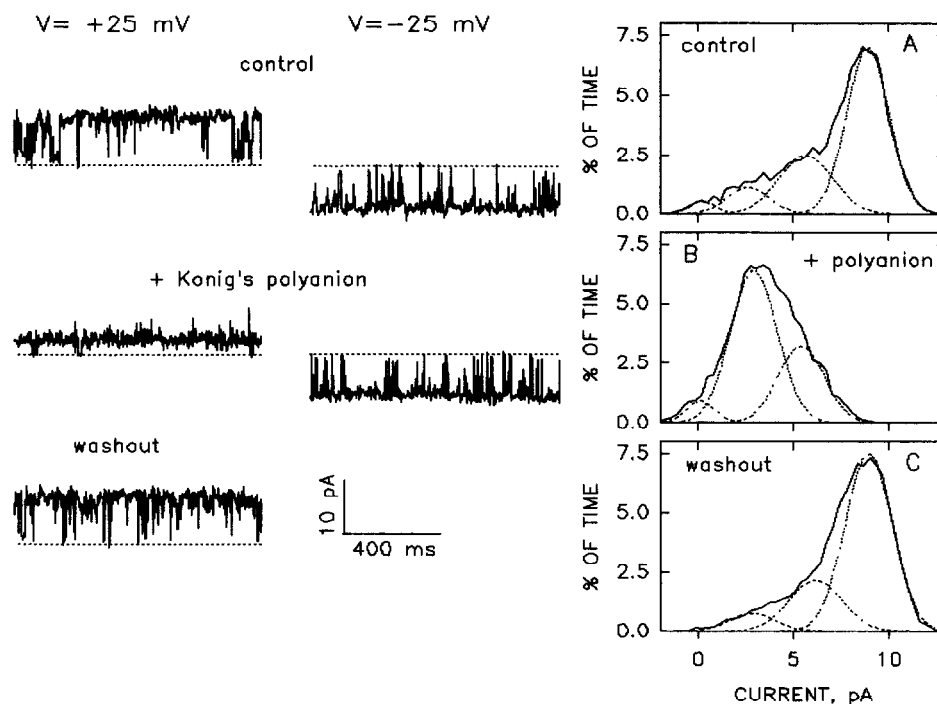 V= +25 mV
V=-25 mV
control
+ Konig's polyanion
washout
10 pA
400 ms
control
A
% OF TIME
7.5
5.0
2.5
0.0
B
+ polyanion
% OF TIME
7.5
5.0
2.5
0.0
washout
C
% OF TIME
7.5
5.0
2.5
0.0
0
5
10
CURRENT, pA